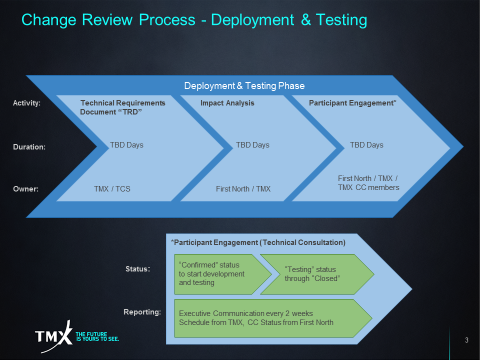 Change Review Process - Deployment & Testing
Deployment & Testing Phase
Activity:
Technical Requirements
Document “TRD”
Impact Analysis
Participant Engagement*
Duration:
TBD Days
TBD Days
TBD Days
Owner:
TMX / TCS
First North / TMX
First North / TMX /
TMX CC members
*Participant Engagement (Technical Consultation)
Status:
“Confirmed” status
to start development
and testing
“Testing” status
through “Closed”
Reporting:
Executive Communication every 2 weeks
Schedule from TMX, CC Status from First North
TMX
THE FUTURE
IS YOURS TO SEE.
3